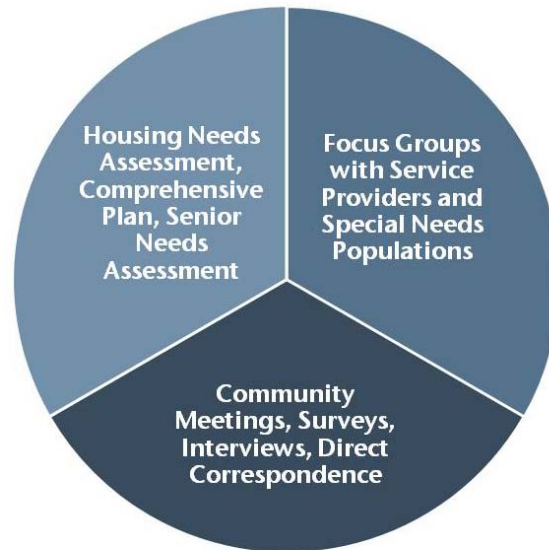 Housing Needs
Assessment,
Comprehensive
Plan, Senior
Needs
Assessment
Focus Groups
with Service
Providers and
Special Needs
Populations
Community
Meetings, Surveys,
Interviews, Direct
Correspondence